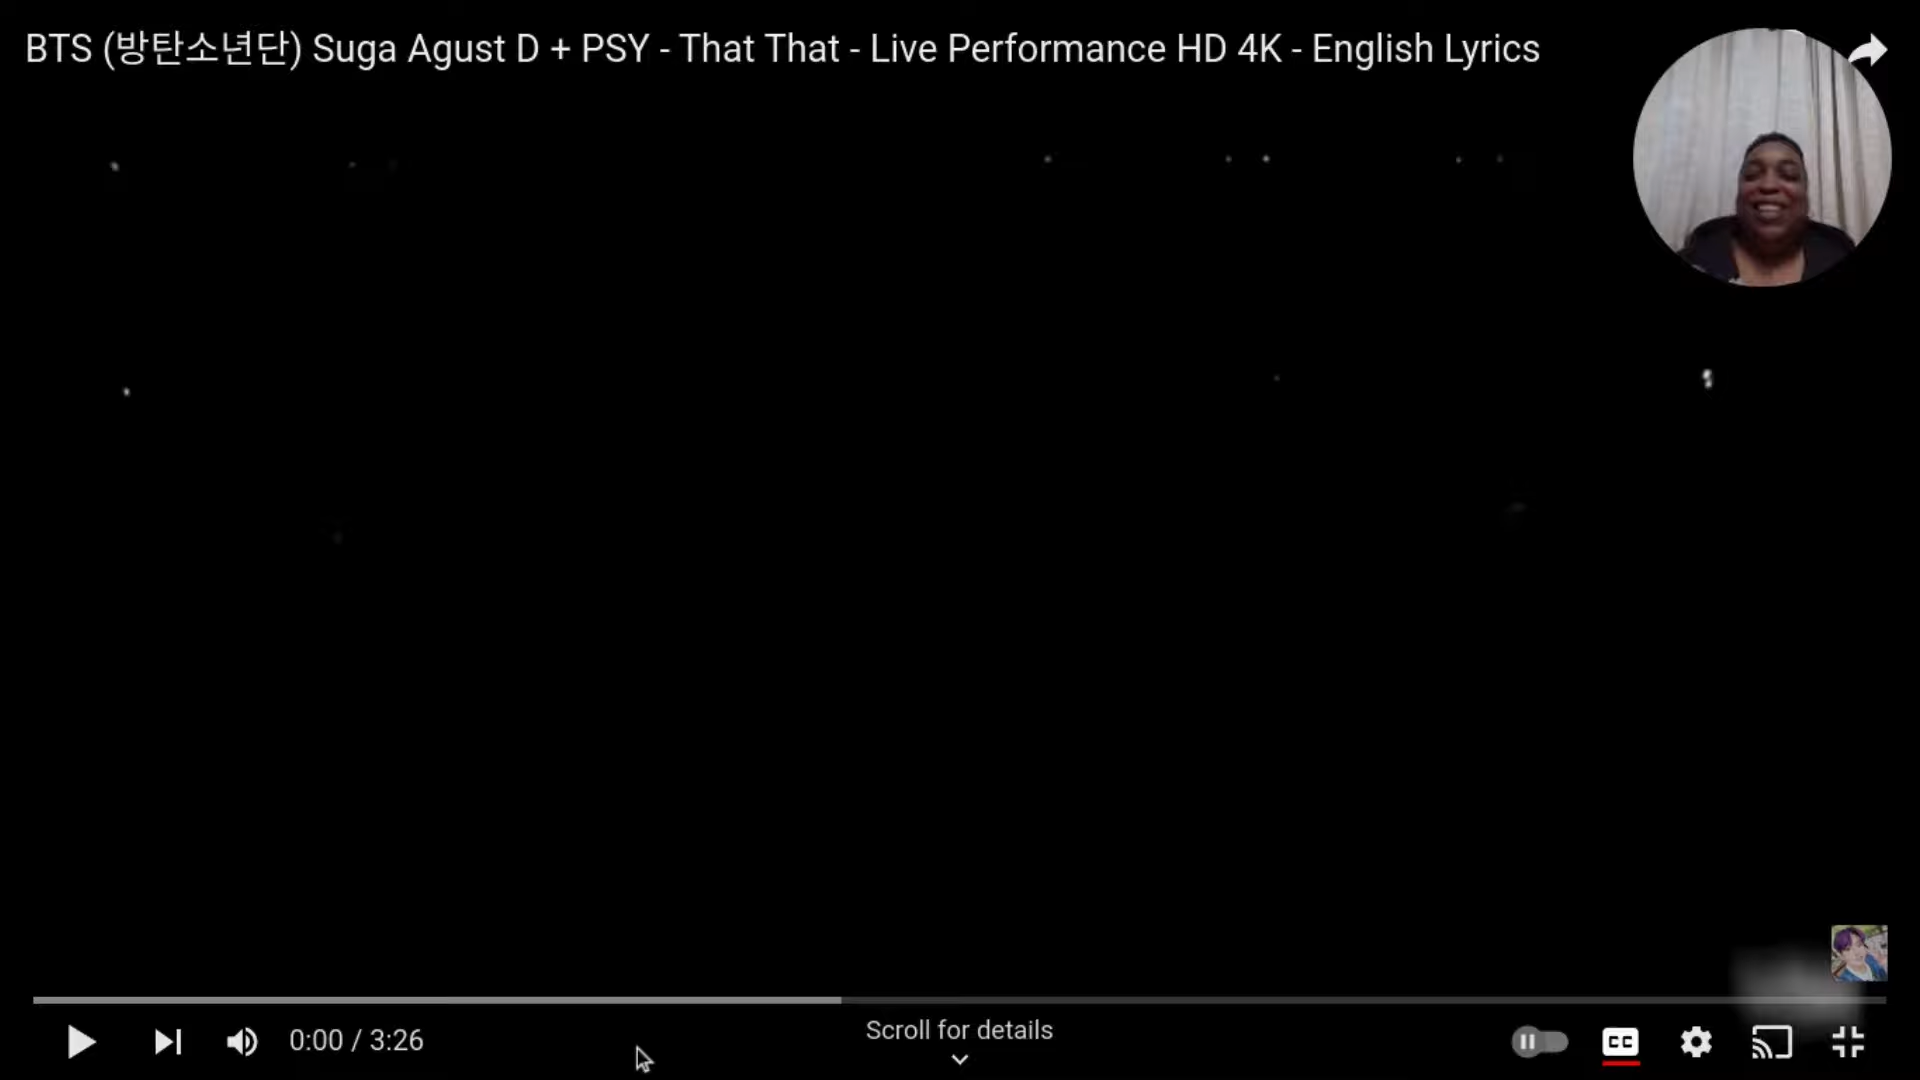 BTS (방탄소년단) Suga Agust D + PSY - That That - Live Performance HD 4K - English Lyrics
Scroll for details
0:00 / 3:26
CC